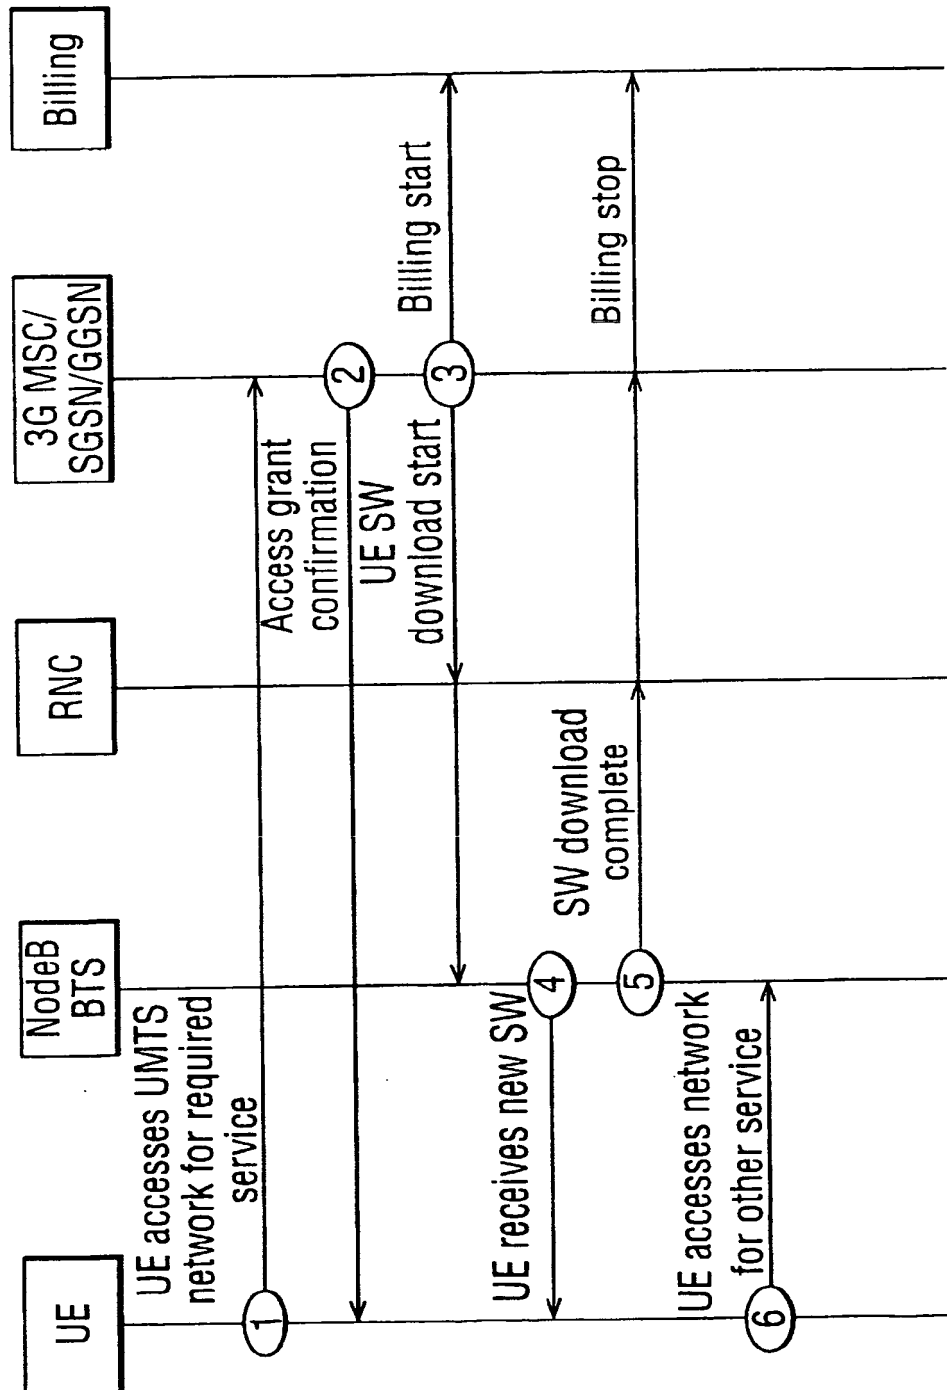 UE
NodeB
BTS
RNC
3G MSC/
SGSN/GGSN
Billing
UE accesses UMTS
network for required
service
1
Access grant
confirmation
2
UE SW
download start
3
Billing start
UE receives new SW
4
SW download
complete
5
Billing stop
UE accesses network
for other service
6